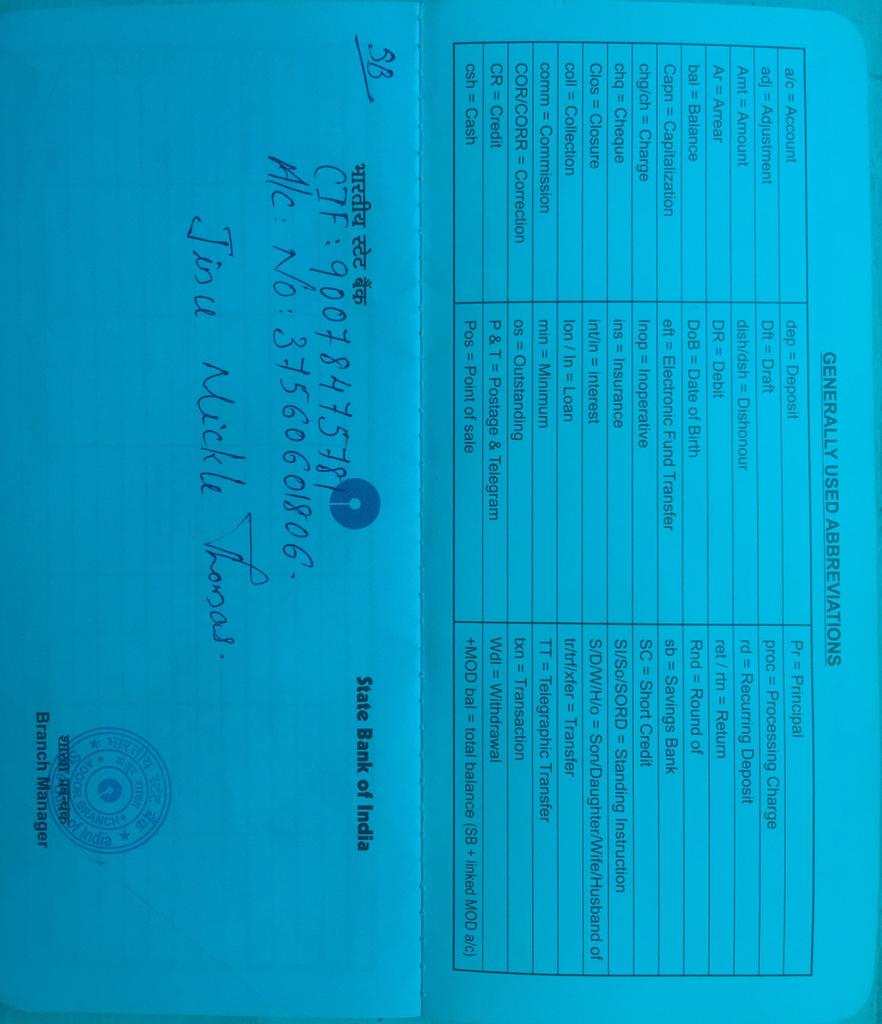 GENERALLY USED ABBREVIATIONS
a/c = Account dep = Deposit Pr = Principal
adj = Adjustment Dft = Draft proc = Processing Charge
Amt = Amount dish/dsh = Dishonour rd = Recurring Deposit
Ar = Arrear DR = Debit ret / rtn = Return
bal = Balance DoB = Date of Birth Rnd = Round of
Capn = Capitalization eft = Electronic Fund Transfer sb = Savings Bank
chg/ch = Charge Inop = Inoperative SC = Short Credit
chq = Cheque ins = Insurance SI/So/SORD = Standing Instruction
Clos = Closure int/in = interest S/D/W/H/o = Son/Daughter/Wife/Husband of
coll = Collection lon / ln = Loan tr/trf/xfer = Transfer
comm = Commission min = Minimum TT = Telegraphic Transfer
COR/CORR = Correction os = Outstanding txn = Transaction
CR = Credit P & T = Postage & Telegram Wdl = Withdrawal
csh = Cash Pos = Point of sale +MOD bal = total balance (SB + linked MOD a/c)
SB
भारतीय स्टेट बैंक State Bank of India
CIF : 90078475781
A/c : No : 37560601806.
Jinu Mickle Thomas.
भारतीय स्टेट बैंक
ADOOR BRANCH
of India
शाखा प्रबन्धक
Branch Manager